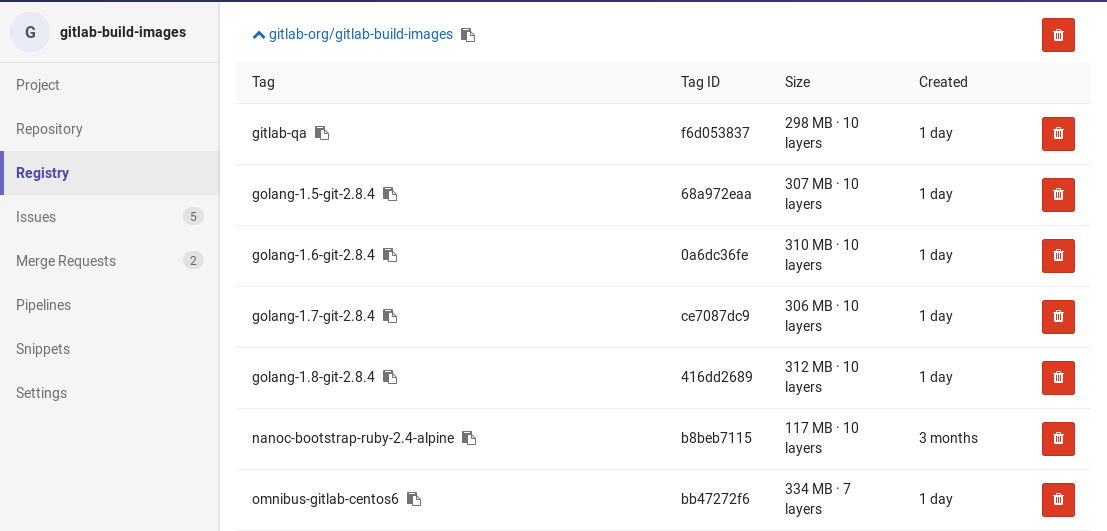 G gitlab-build-images
Project
Repository
Registry
Issues 5
Merge Requests 2
Pipelines
Snippets
Settings
gitlab-org/gitlab-build-images
Tag Tag ID Size Created
gitlab-qa f6d053837 298 MB · 10 layers 1 day
golang-1.5-git-2.8.4 68a972eaa 307 MB · 10 layers 1 day
golang-1.6-git-2.8.4 0a6dc36fe 310 MB · 10 layers 1 day
golang-1.7-git-2.8.4 ce7087dc9 306 MB · 10 layers 1 day
golang-1.8-git-2.8.4 416dd2689 312 MB · 10 layers 1 day
nanoc-bootstrap-ruby-2.4-alpine b8beb7115 117 MB · 10 layers 3 months
omnibus-gitlab-centos6 bb47272f6 334 MB · 7 layers 1 day